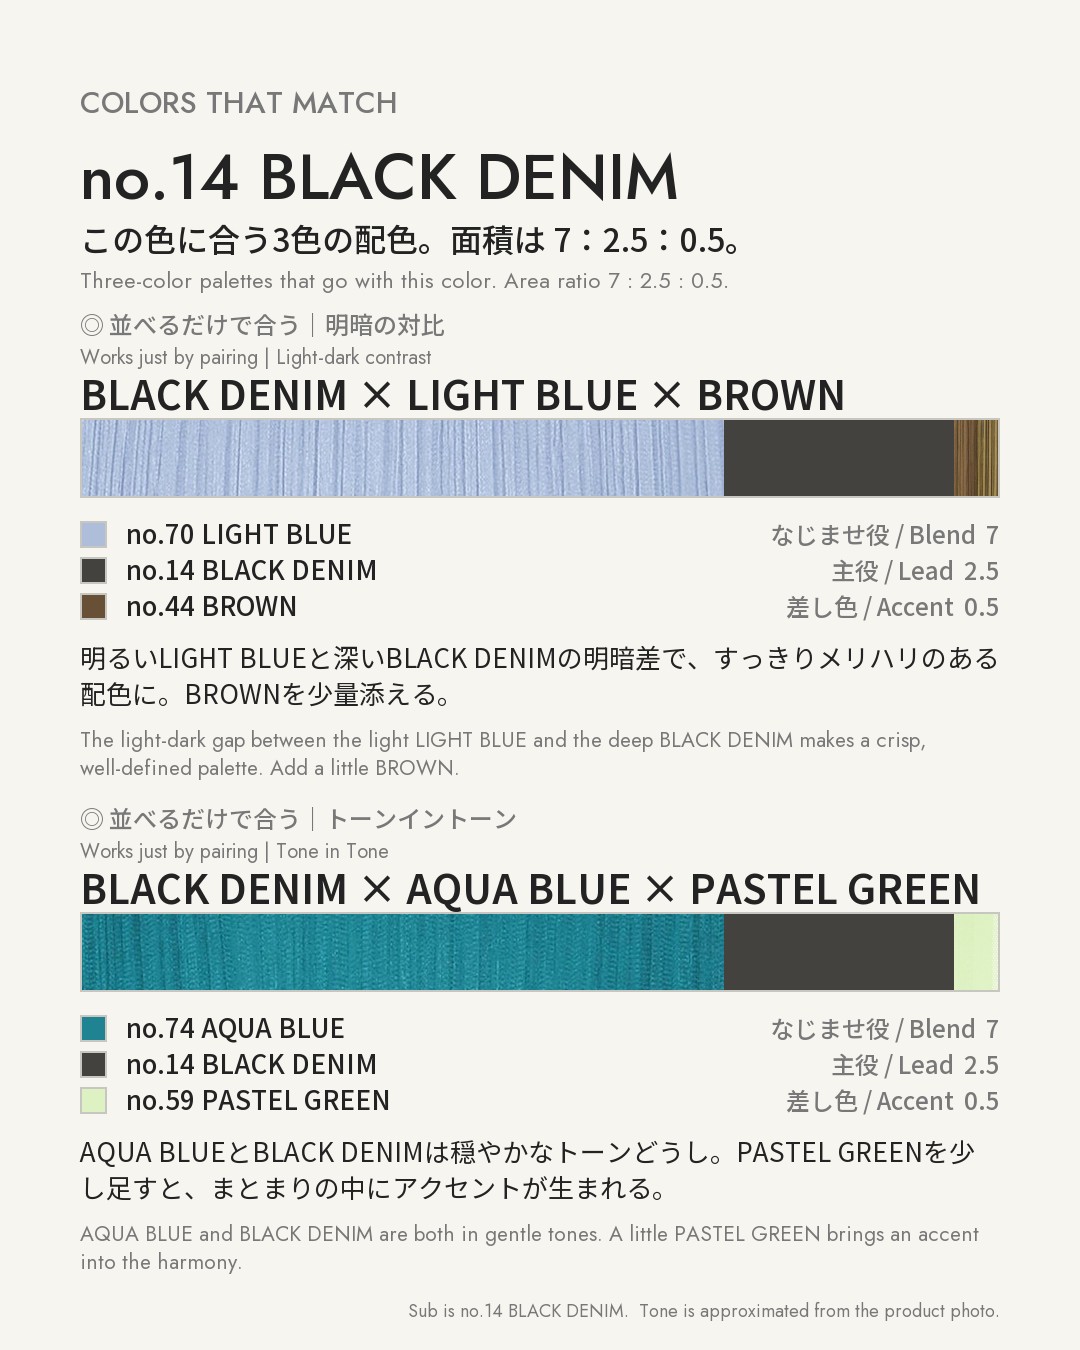 COLORS THAT MATCH
no.14 BLACK DENIM
この色に合う3色の配色。面積は 7：2.5：0.5。
Three-color palettes that go with this color. Area ratio 7 : 2.5 : 0.5.
◎ 並べるだけで合う｜明暗の対比
Works just by pairing | Light-dark contrast
BLACK DENIM × LIGHT BLUE × BROWN
no.70 LIGHT BLUE なじませ役 / Blend 7
no.14 BLACK DENIM 主役 / Lead 2.5
no.44 BROWN 差し色 / Accent 0.5
明るいLIGHT BLUEと深いBLACK DENIMの明暗差で、すっきりメリハリのある
配色に。BROWNを少量添える。
The light-dark gap between the light LIGHT BLUE and the deep BLACK DENIM makes a crisp,
well-defined palette. Add a little BROWN.
◎ 並べるだけで合う｜トーンイントーン
Works just by pairing | Tone in Tone
BLACK DENIM × AQUA BLUE × PASTEL GREEN
no.74 AQUA BLUE なじませ役 / Blend 7
no.14 BLACK DENIM 主役 / Lead 2.5
no.59 PASTEL GREEN 差し色 / Accent 0.5
AQUA BLUEとBLACK DENIMは穏やかなトーンどうし。PASTEL GREENを少
し足すと、まとまりの中にアクセントが生まれる。
AQUA BLUE and BLACK DENIM are both in gentle tones. A little PASTEL GREEN brings an accent
into the harmony.
Sub is no.14 BLACK DENIM. Tone is approximated from the product photo.